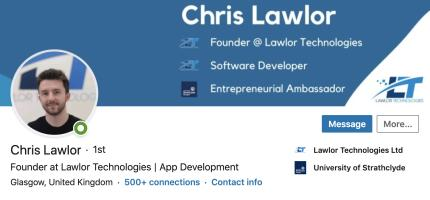 Chris Lawlor
Founder @ Lawlor Technologies
Software Developer
Entrepreneurial Ambassador
LT
LAWLOR TECHNOLOGIES
Message
More...
Chris Lawlor · 1st
Lawlor Technologies Ltd
Founder at Lawlor Technologies | App Development
University of Strathclyde
Glasgow, United Kingdom · 500+ connections · Contact info